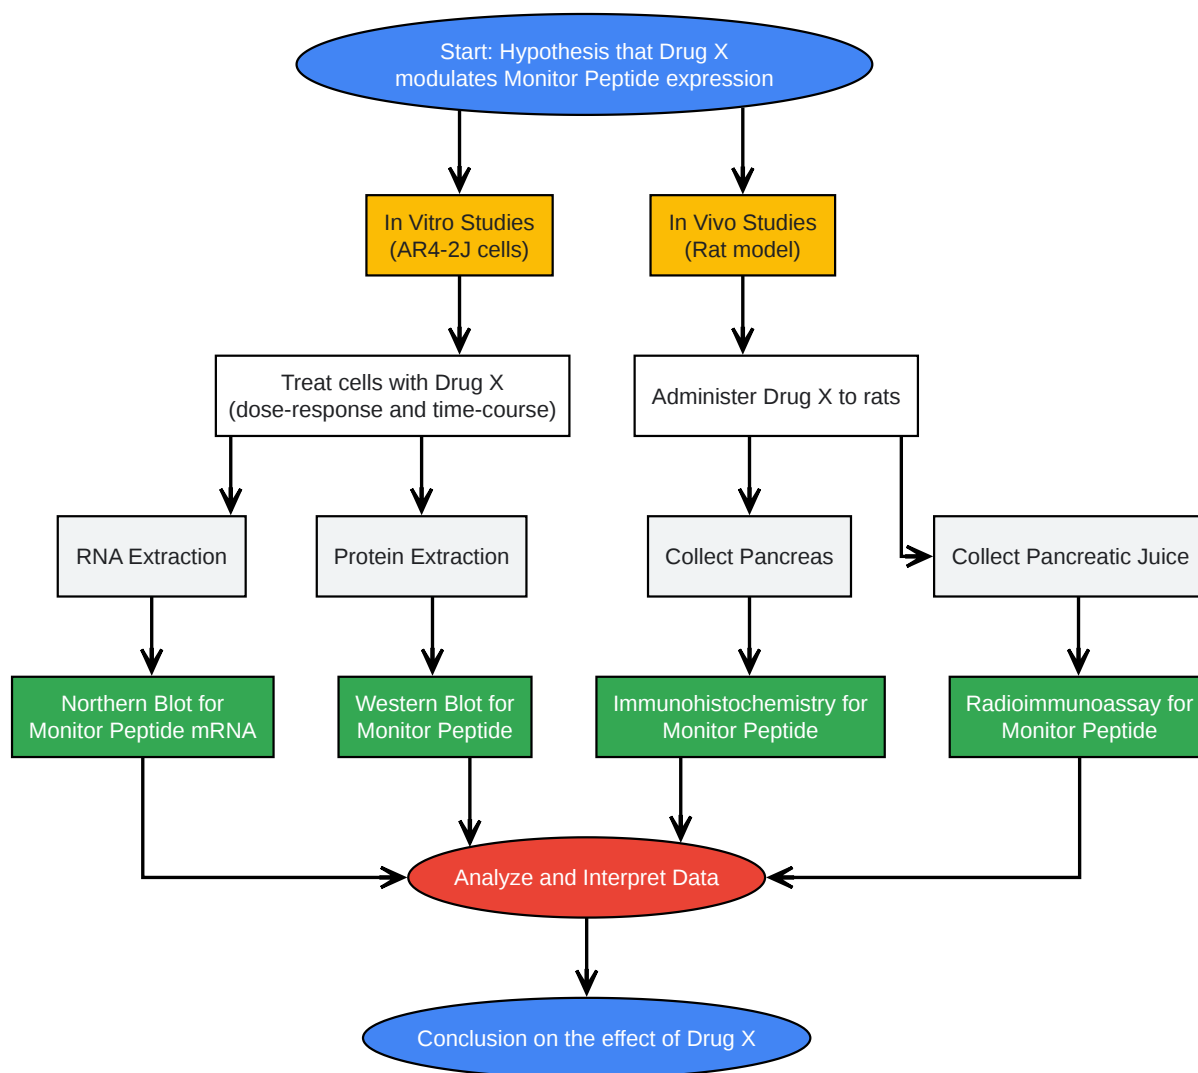 Start: Hypothesis that Drug X
modulates Monitor Peptide expression
In Vitro Studies
(AR4-2J cells)
In Vivo Studies
(Rat model)
Treat cells with Drug X
(dose-response and time-course)
Administer Drug X to rats
RNA Extraction
Protein Extraction
Collect Pancreas
Collect Pancreatic Juice
Northern Blot for
Monitor Peptide mRNA
Western Blot for
Monitor Peptide
Immunohistochemistry for
Monitor Peptide
Radioimmunoassay for
Monitor Peptide
Analyze and Interpret Data
Conclusion on the effect of Drug X